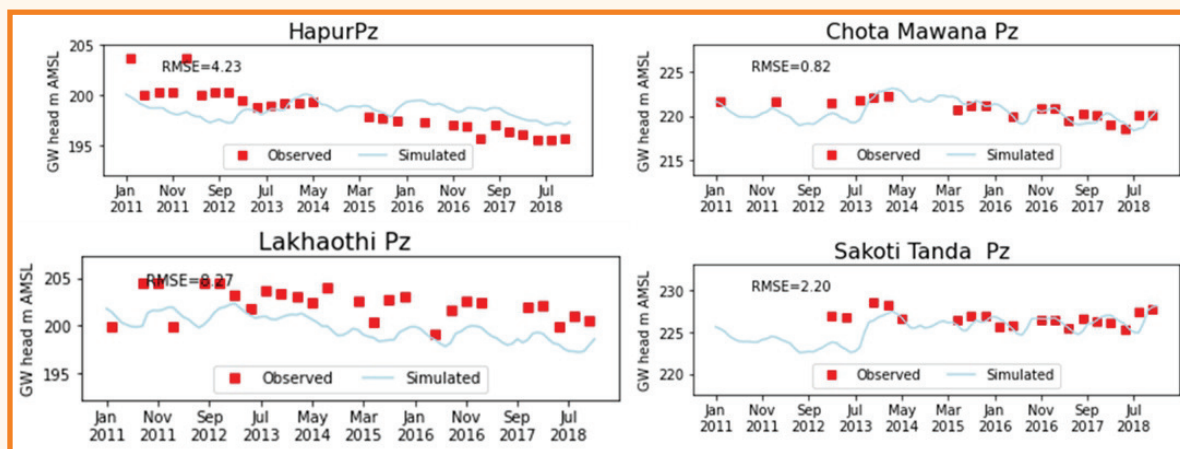 HapurPz
GW head m AMSL
205
200
195
RMSE=4.23
Observed
Simulated
Jan Nov Sep Jul May Mar Jan Nov Sep Jul
2011 2011 2012 2013 2014 2015 2016 2016 2017 2018
Chota Mawana Pz
GW head m AMSL
225
220
215
RMSE=0.82
Observed
Simulated
Jan Nov Sep Jul May Mar Jan Nov Sep Jul
2011 2011 2012 2013 2014 2015 2016 2016 2017 2018
Lakhaothi Pz
GW head m AMSL
205
200
195
RMSE=8.27
Observed
Simulated
Jan Nov Sep Jul May Mar Jan Nov Sep Jul
2011 2011 2012 2013 2014 2015 2016 2016 2017 2018
Sakoti Tanda Pz
GW head m AMSL
230
225
220
RMSE=2.20
Observed
Simulated
Jan Nov Sep Jul May Mar Jan Nov Sep Jul
2011 2011 2012 2013 2014 2015 2016 2016 2017 2018